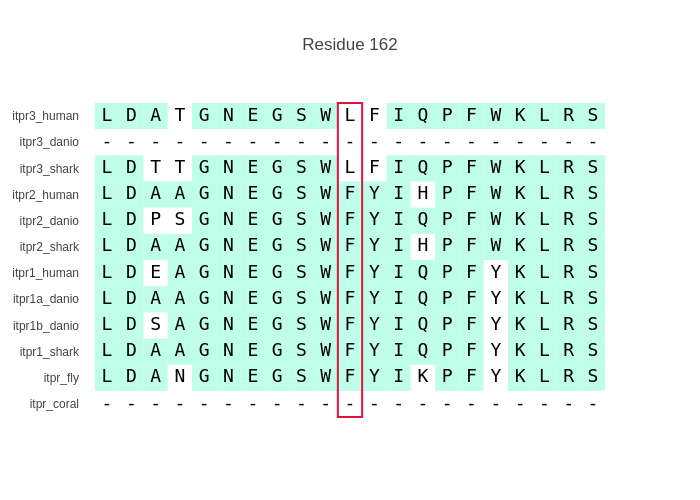 Residue 162
itpr3_human L D A T G N E G S W L F I Q P F W K L R S
itpr3_danio - - - - - - - - - - - - - - - - - - - - -
itpr3_shark L D T T G N E G S W L F I Q P F W K L R S
itpr2_human L D A A G N E G S W F Y I H P F W K L R S
itpr2_danio L D P S G N E G S W F Y I Q P F W K L R S
itpr2_shark L D A A G N E G S W F Y I H P F W K L R S
itpr1_human L D E A G N E G S W F Y I Q P F Y K L R S
itpr1a_danio L D A A G N E G S W F Y I Q P F Y K L R S
itpr1b_danio L D S A G N E G S W F Y I Q P F Y K L R S
itpr1_shark L D A A G N E G S W F Y I Q P F Y K L R S
itpr_fly L D A N G N E G S W F Y I K P F Y K L R S
itpr_coral - - - - - - - - - - - - - - - - - - - - -